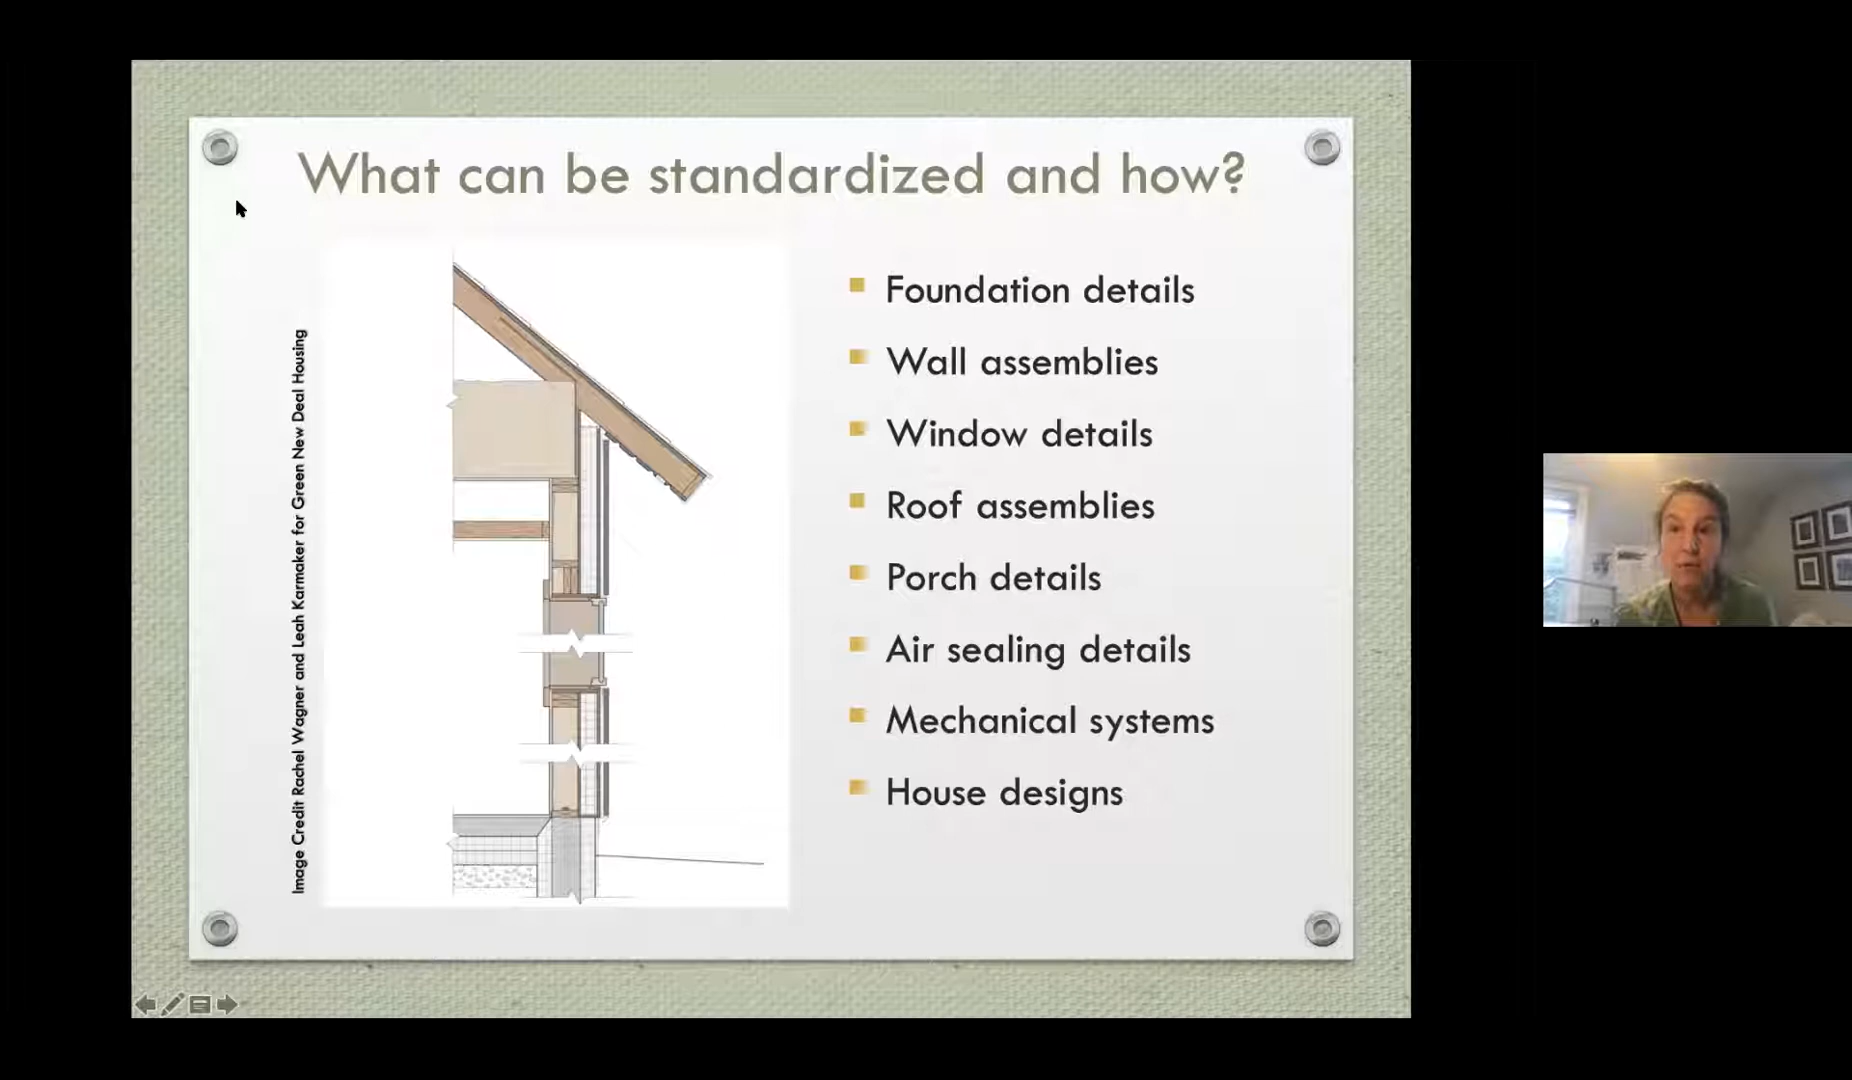 What can be standardized and how?
Image Credit Rachel Wagner and Leah Karmaker for Green New Deal Housing
Foundation details
Wall assemblies
Window details
Roof assemblies
Porch details
Air sealing details
Mechanical systems
House designs